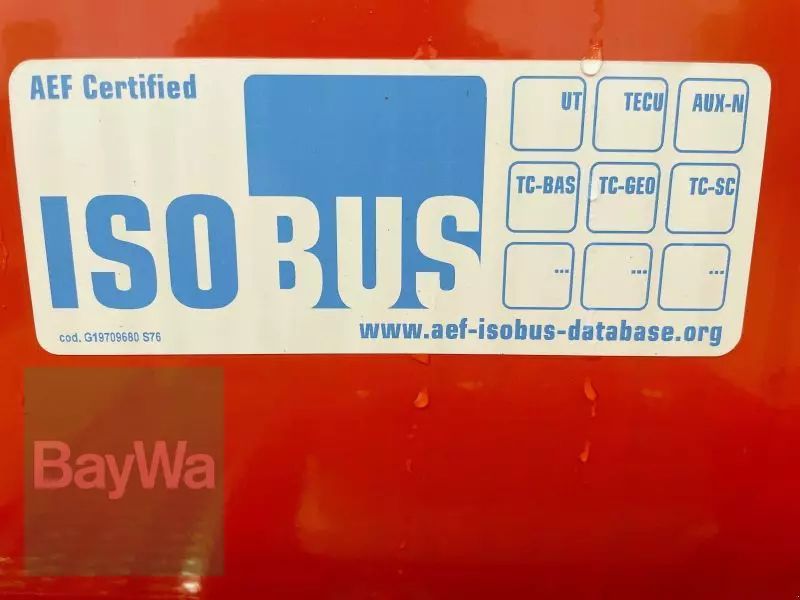 AEF Certified
ISOBUS
UT TECU AUX-N
TC-BAS TC-GEO TC-SC
... ... ...
cod. G19709680 S76
www.aef-isobus-database.org
BayWa